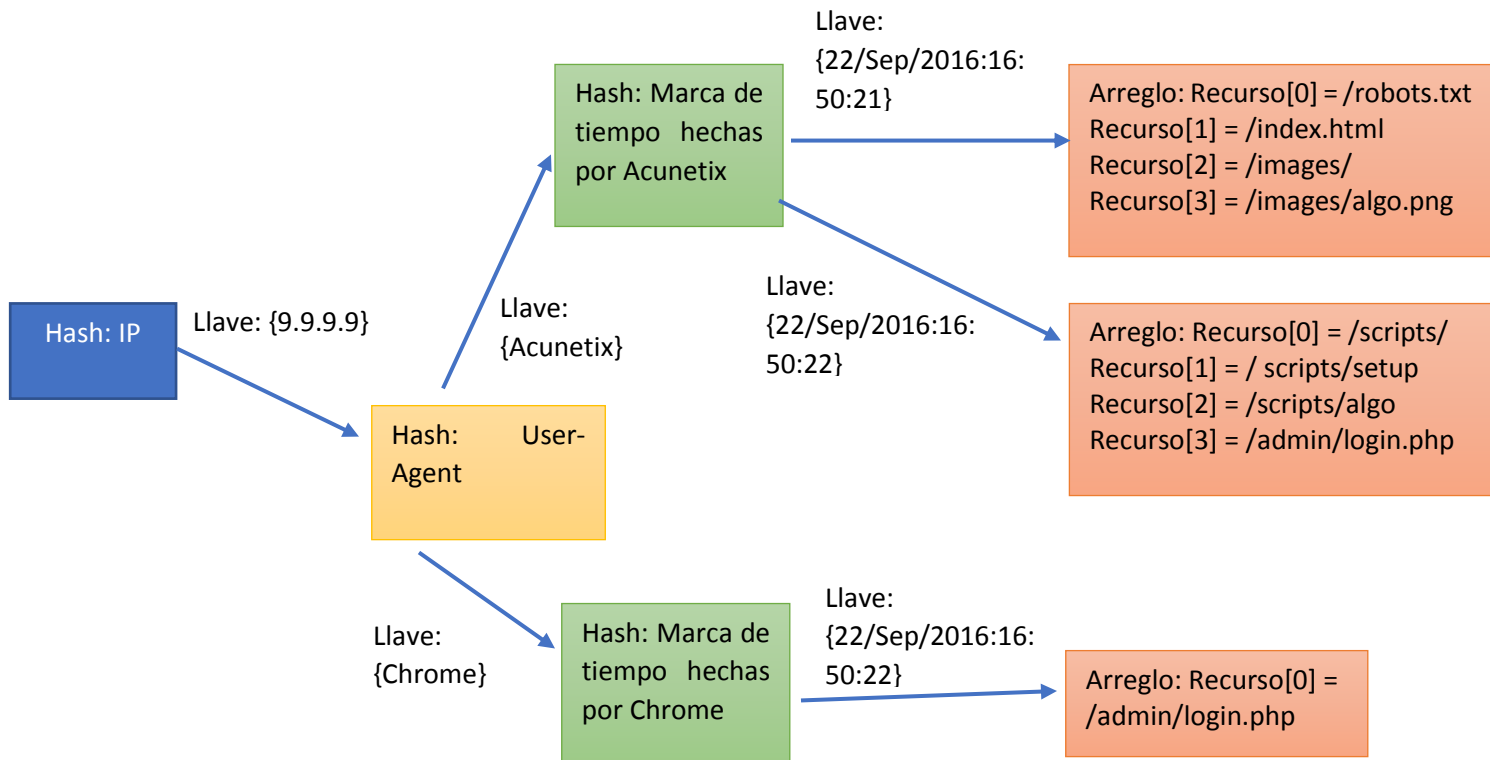 Hash: IP
Llave: {9.9.9.9}
Hash: User-
Agent
Llave:
{Acunetix}
Hash: Marca de
tiempo hechas
por Acunetix
Llave:
{22/Sep/2016:16:
50:21}
Arreglo: Recurso[0] = /robots.txt
Recurso[1] = /index.html
Recurso[2] = /images/
Recurso[3] = /images/algo.png
Llave:
{22/Sep/2016:16:
50:22}
Arreglo: Recurso[0] = /scripts/
Recurso[1] = / scripts/setup
Recurso[2] = /scripts/algo
Recurso[3] = /admin/login.php
Llave:
{Chrome}
Hash: Marca de
tiempo hechas
por Chrome
Llave:
{22/Sep/2016:16:
50:22}
Arreglo: Recurso[0] =
/admin/login.php